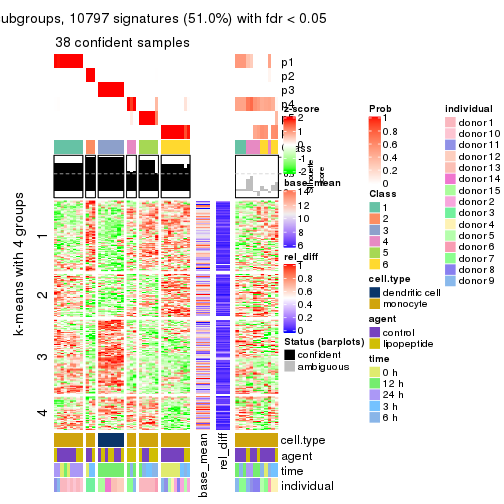 ubgroups, 10797 signatures (51.0%) with fdr < 0.05
38 confident samples
p1
p2
p3
p4
z-score
2
1
0
-1
-2
base_mean
14
12
10
8
6
rel_diff
1
0.8
0.6
0.4
0.2
0
Status (barplots)
confident
ambiguous
Silhouette
score
Prob
1
0.8
0.6
0.4
0.2
0
Class
1
2
3
4
5
6
cell.type
dendritic cell
monocyte
agent
control
lipopeptide
time
0 h
12 h
24 h
3 h
6 h
individual
donor 1
donor 10
donor 11
donor 12
donor 13
donor 14
donor 15
donor 2
donor 3
donor 4
donor 5
donor 6
donor 7
donor 8
donor 9
k-means with 4 groups
1
2
3
4
cell.type
agent
time
individual
base_mean
rel_diff